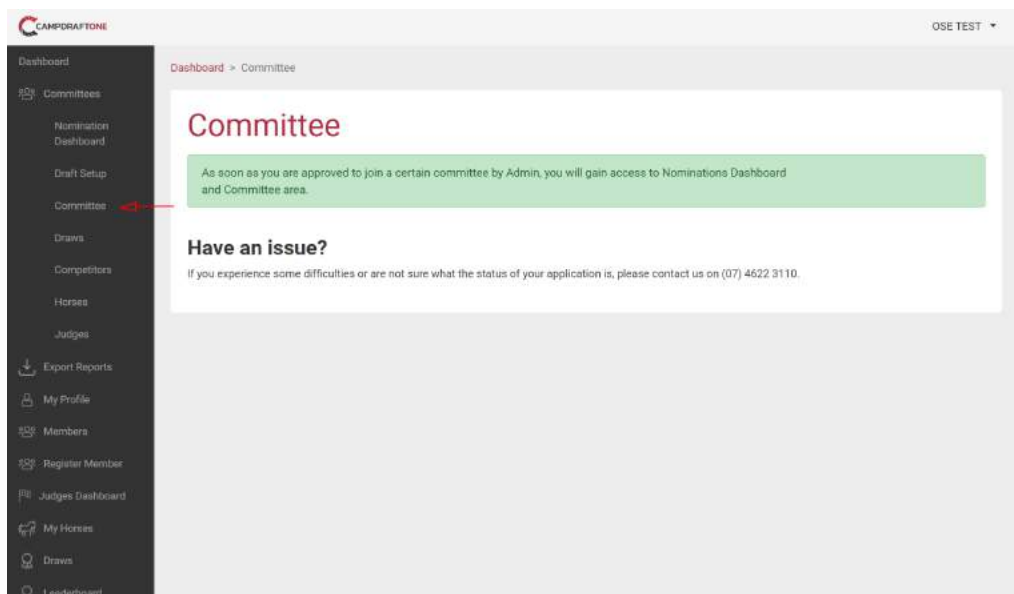 CAMPDRAFTONE
OSE TEST
Dashboard
Committees
Nomination
Dashboard
Draft Setup
Committee
Draws
Competitors
Horses
Judges
Export Reports
My Profile
Members
Register Member
Judges Dashboard
My Horses
Draws
Leaderboard
Dashboard > Committee
Committee
As soon as you are approved to join a certain committee by Admin, you will gain access to Nominations Dashboard
and Committee area.
Have an issue?
If you experience some difficulties or are not sure what the status of your application is, please contact us on (07) 4622 3110.